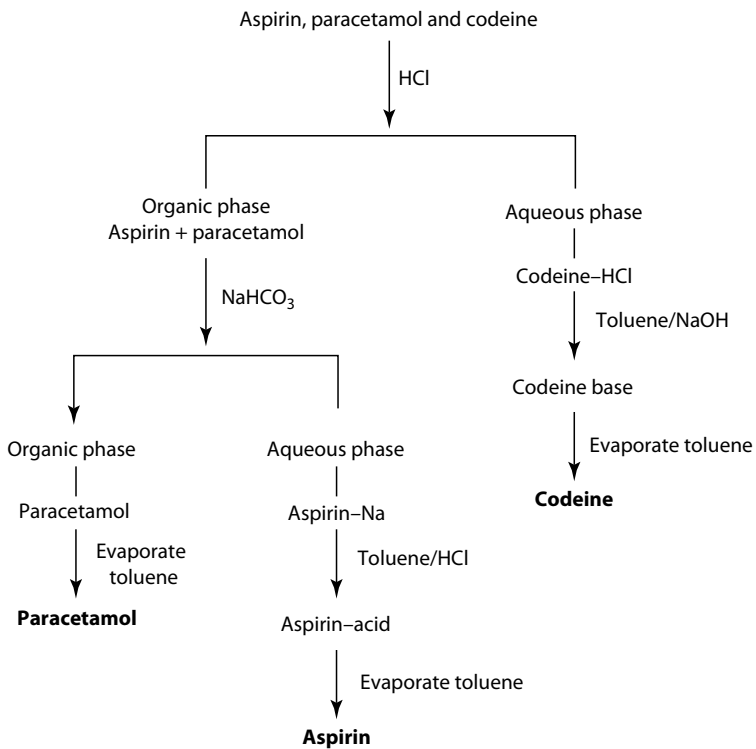 Aspirin, paracetamol and codeine
HCl
Organic phase
Aspirin + paracetamol
Aqueous phase
Codeine–HCl
NaHCO₃
Toluene/NaOH
Codeine base
Organic phase
Aqueous phase
Evaporate toluene
Codeine
Paracetamol
Aspirin–Na
Evaporate
toluene
Toluene/HCl
Paracetamol
Aspirin–acid
Evaporate toluene
Aspirin